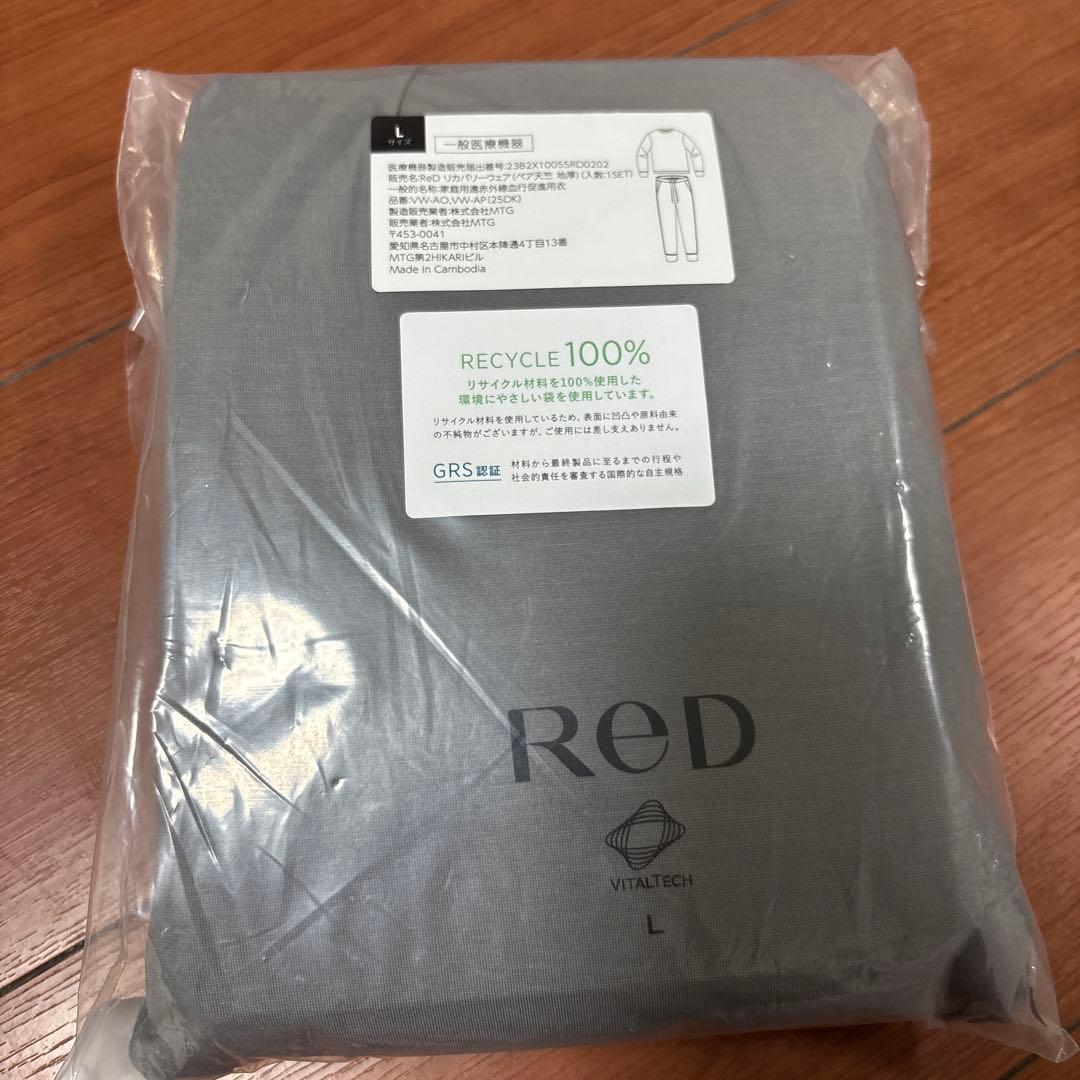 L
サイズ
一般医療機器
医療機器製造販売届出番号:23B2X10055RD0202
販売名:ReD リカバリーウェア(ベア天竺 地厚)(入数:1SET)
一般的名称:家庭用遠赤外線血行促進用衣
品番:VW-AO,VW-AP(25DK)
製造販売業者:株式会社MTG
販売業者:株式会社MTG
〒453-0041
愛知県名古屋市中村区本陣通4丁目13番
MTG第2HIKARIビル
Made in Cambodia
RECYCLE 100%
リサイクル材料を100%使用した
環境にやさしい袋を使用しています。
リサイクル材料を使用しているため、表面に凹凸や原料由来
の不純物がございますが、ご使用には差し支えありません。
GRS認証
材料から最終製品に至るまでの行程や
社会的責任を審査する国際的な自主規格
ReD
VITALTECH
L